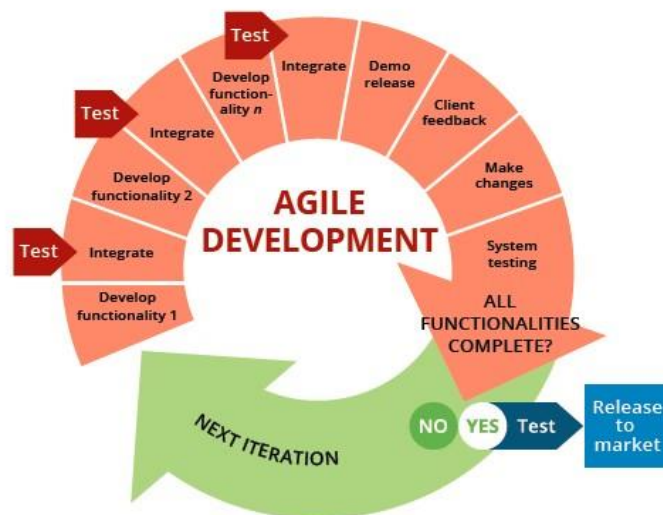 AGILE
DEVELOPMENT
Develop
functionality 1
Test
Integrate
Develop
functionality 2
Test
Integrate
Develop
function-
ality n
Test
Integrate
Demo
release
Client
feedback
Make
changes
System
testing
ALL
FUNCTIONALITIES
COMPLETE?
NO
YES
Test
Release
to
market
NEXT ITERATION